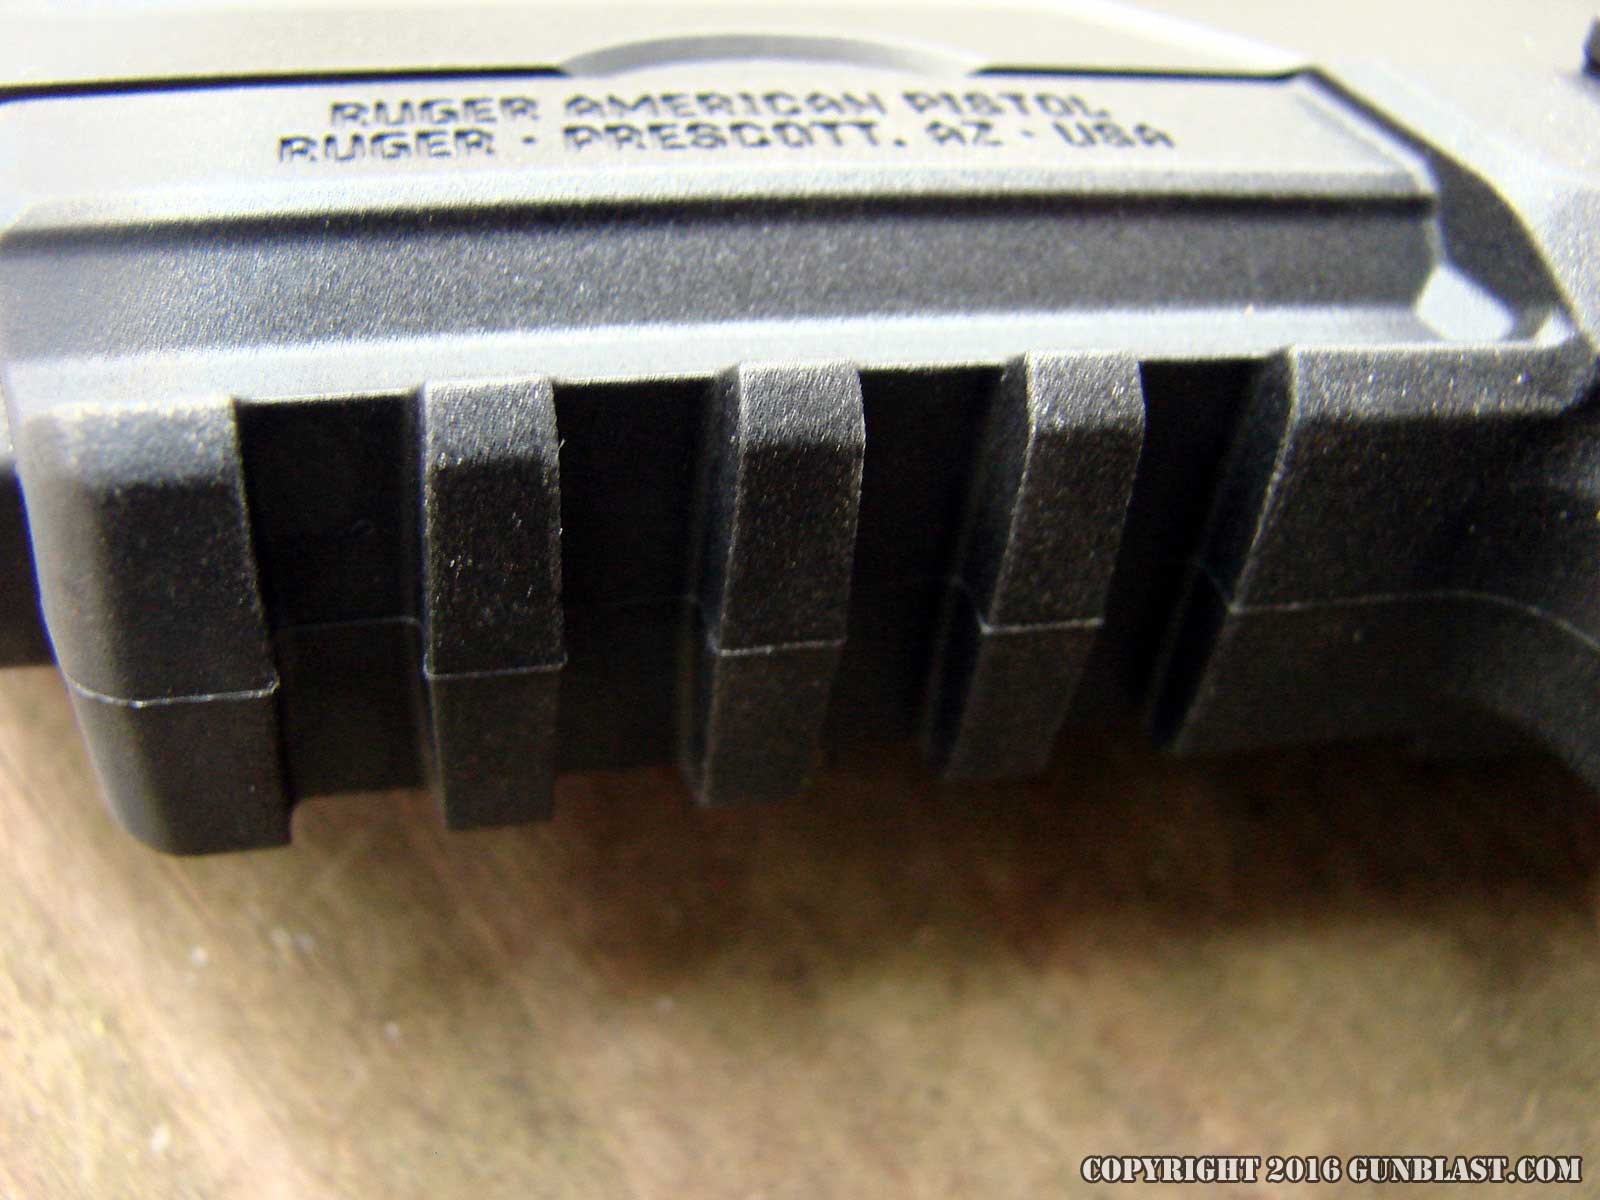 RUGER AMERICAN PISTOL
RUGER - PRESCOTT, AZ - USA
COPYRIGHT 2016 GUNBLAST.COM